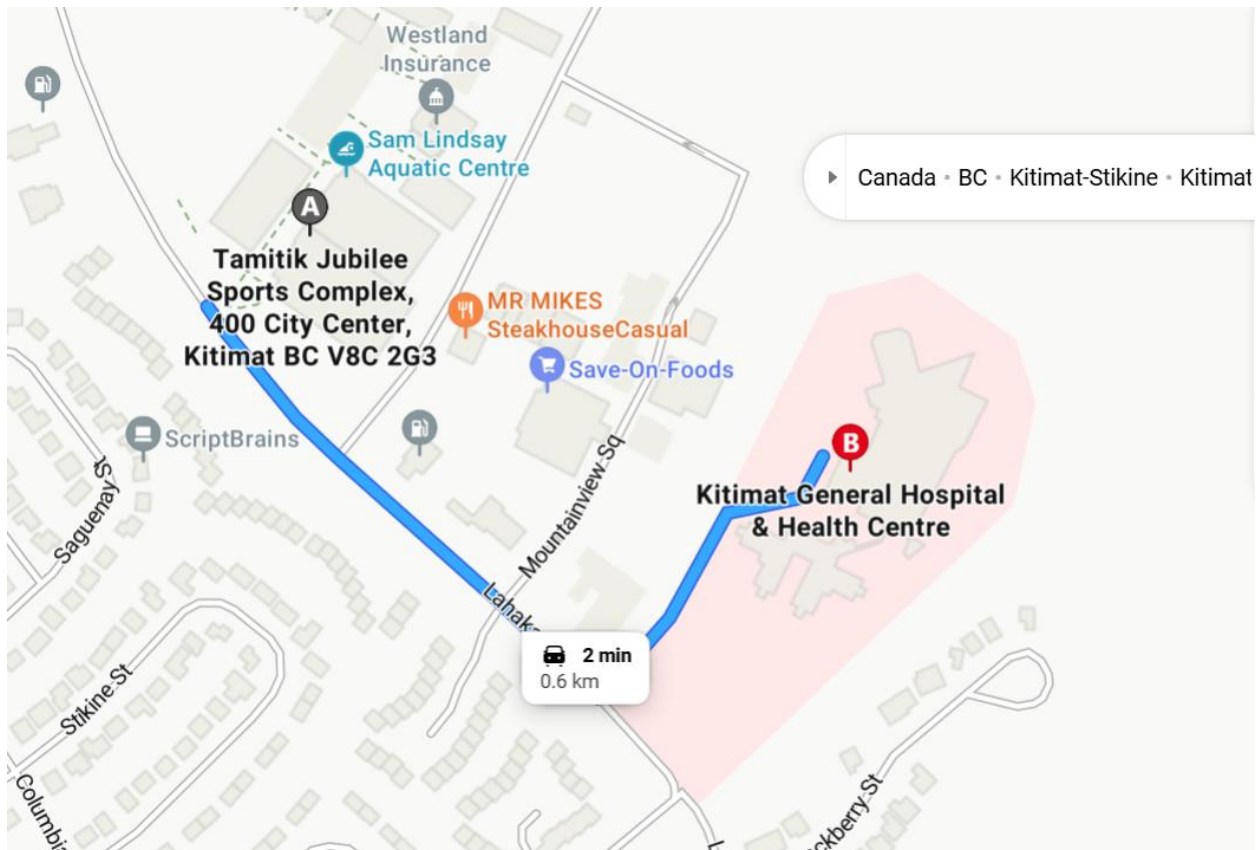 Westland
Insurance
Sam Lindsay
Aquatic Centre
Canada • BC • Kitimat-Stikine • Kitimat
A
Tamitik Jubilee
Sports Complex,
400 City Center,
Kitimat BC V8C 2G3
MR MIKES
SteakhouseCasual
Save-On-Foods
ScriptBrains
B
Kitimat General Hospital
& Health Centre
Saguenay St
Mountainview Sq
2 min
0.6 km
Stikine St